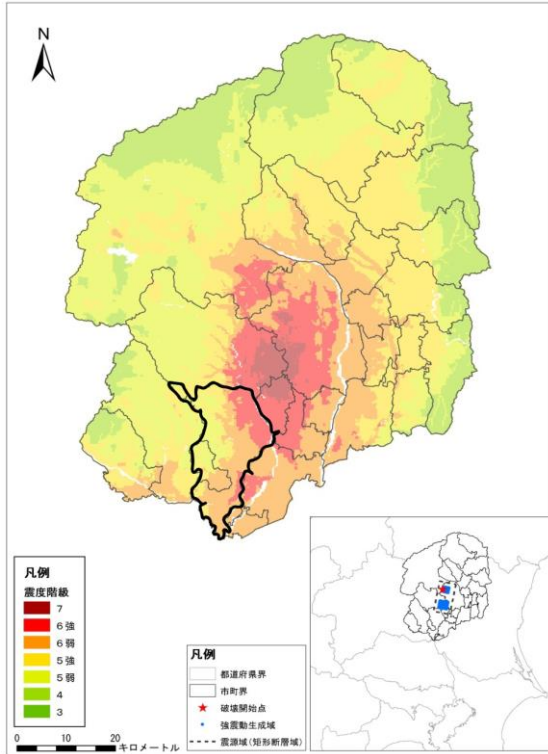 N
凡例
震度階級
7
6強
6弱
5強
5弱
4
3
0 10 20
キロメートル
凡例
都道府県界
市町界
破壊開始点
強震動生成域
震源域(矩形断層域)